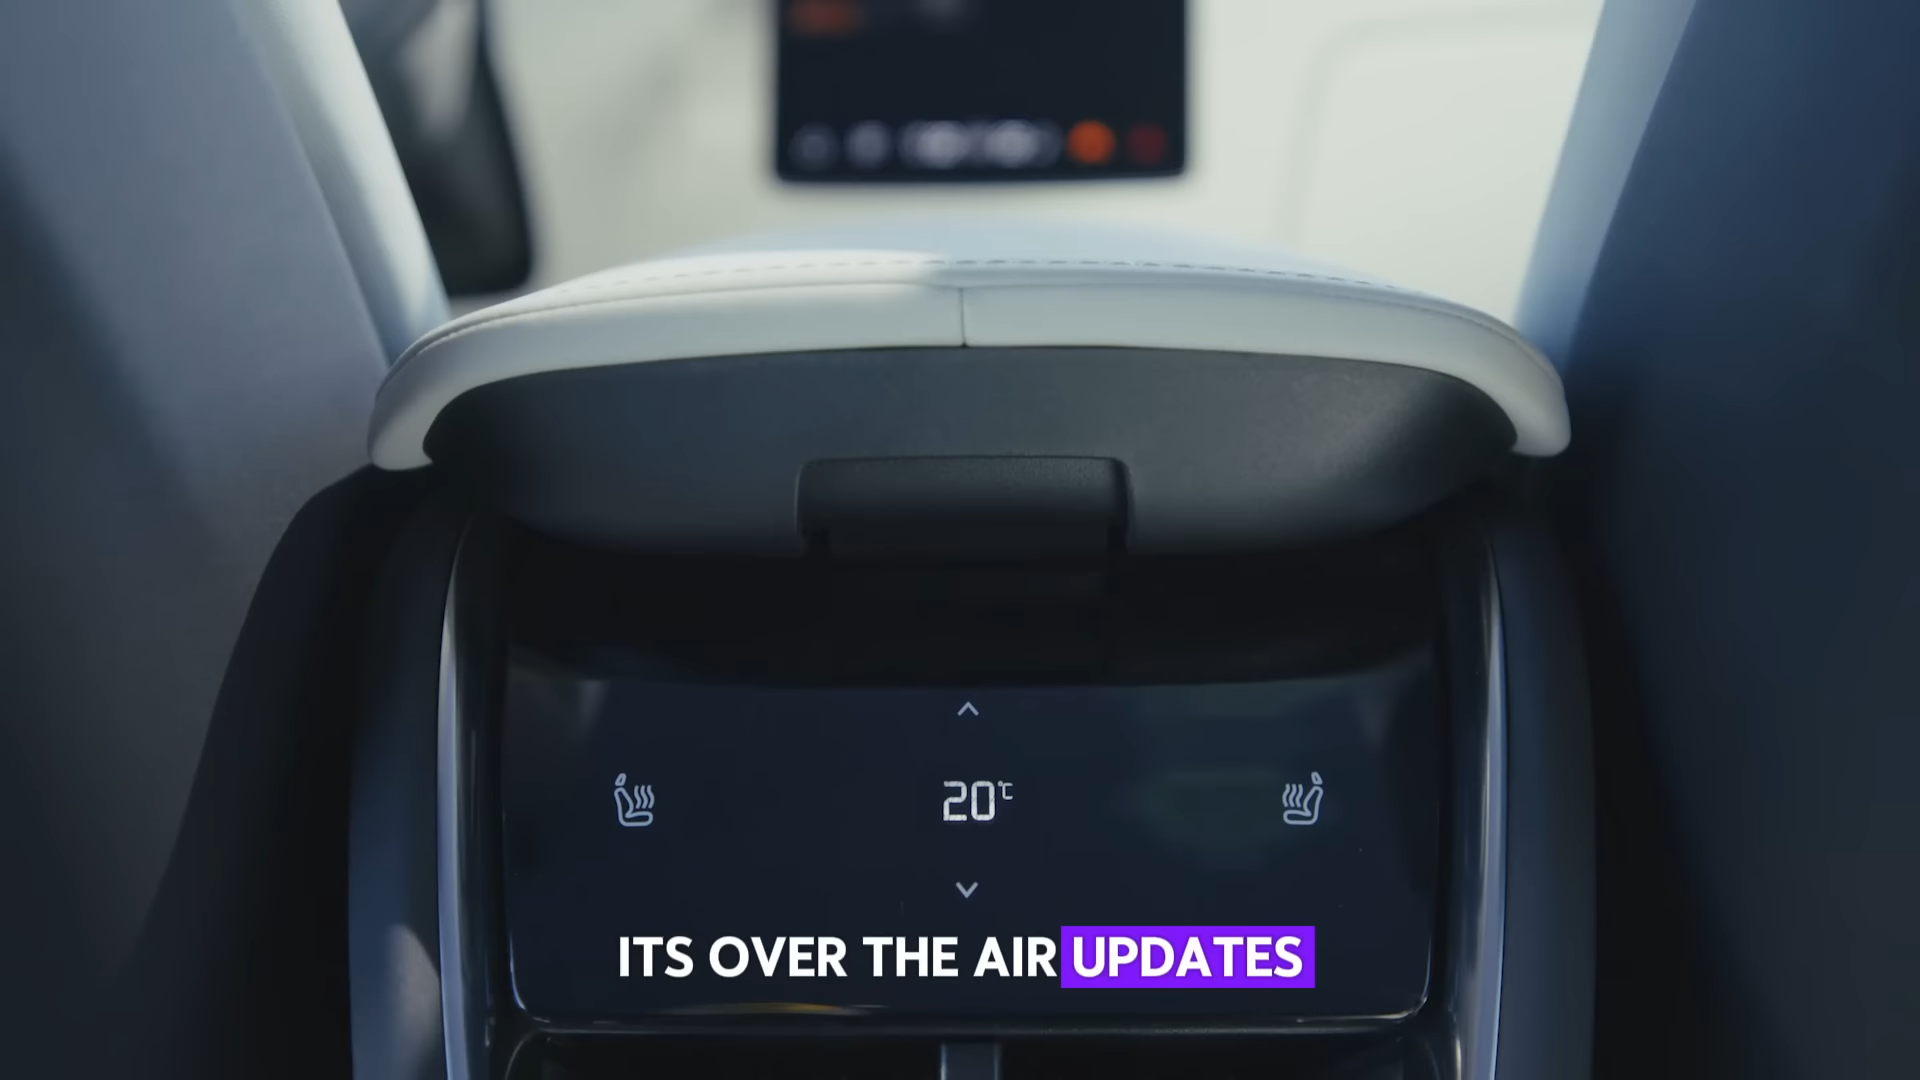 20℃
ITS OVER THE AIR UPDATES